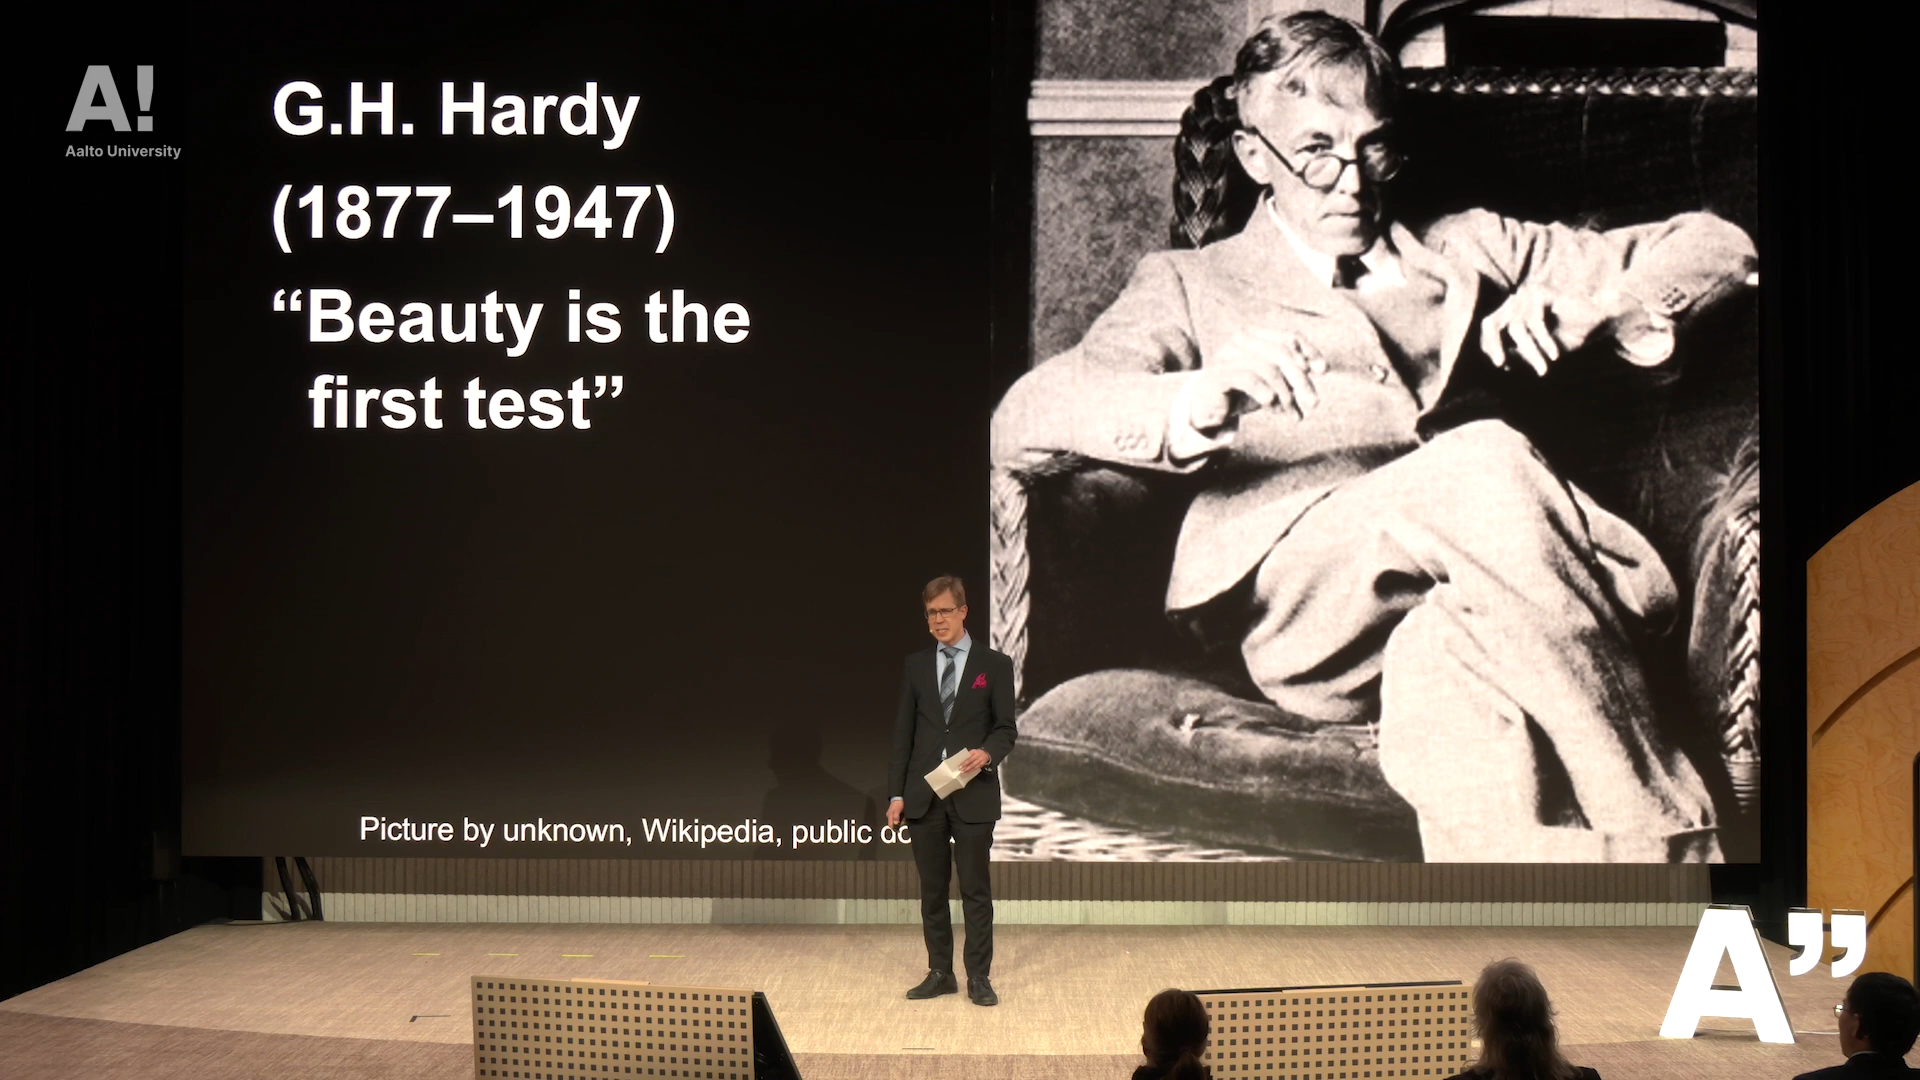 A!
Aalto University
G.H. Hardy
(1877–1947)
“Beauty is the
first test”
Picture by unknown, Wikipedia, public
A”